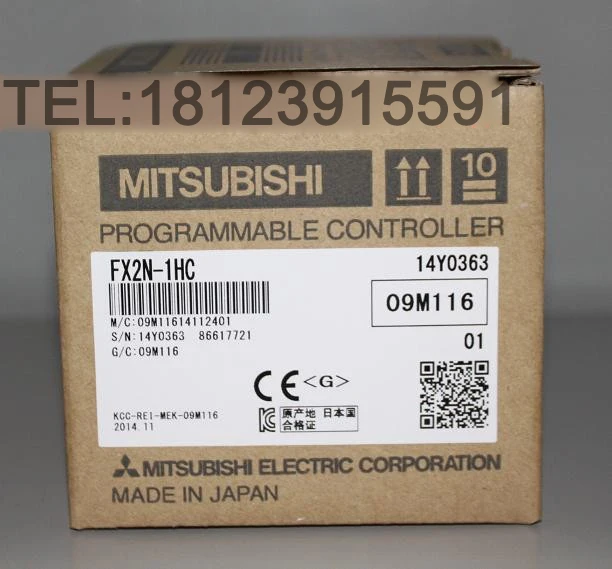 TEL:18123915591
MITSUBISHI
10
PROGRAMMABLE CONTROLLER
FX2N-1HC
14Y0363
M/C:09M11614112401
09M116
S/N:14Y0363 86617721
G/C:09M116
01
CE <G>
KCC-REI-MEK-09M116
2014.11
原产地 日本国
合格证
MITSUBISHI ELECTRIC CORPORATION
MADE IN JAPAN